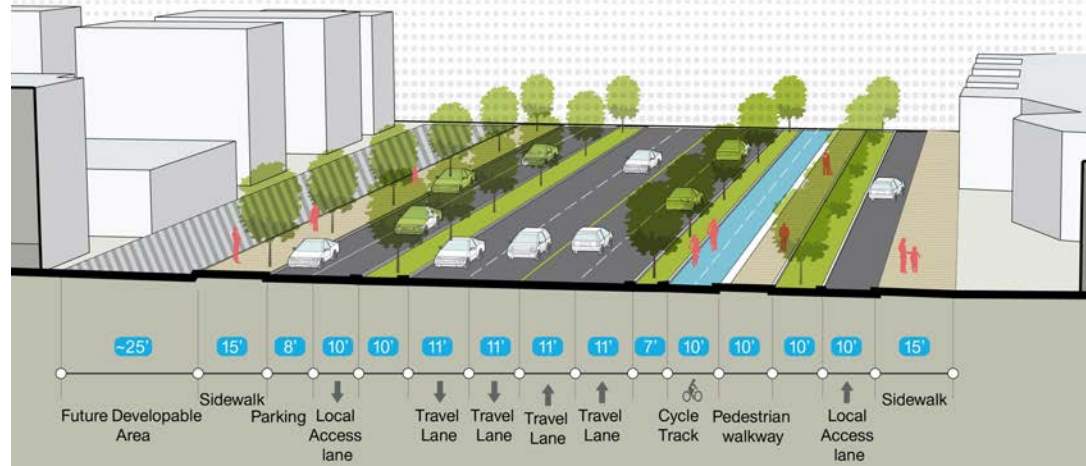 ~25' 15' 8' 10' 10' 11' 11' 11' 11' 7' 10' 10' 10' 10' 15'
Future Developable
Area
Sidewalk
Parking
Local
Access
lane
Travel
Lane
Travel
Lane
Travel
Lane
Travel
Lane
Cycle
Track
Pedestrian
walkway
Local
Access
lane
Sidewalk